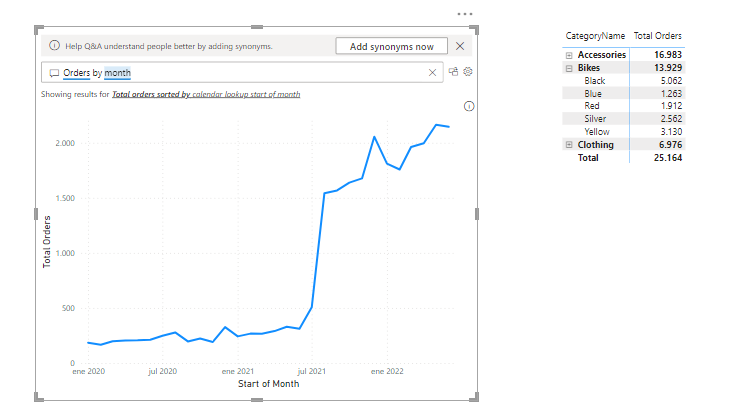 Help Q&A understand people better by adding synonyms.
Add synonyms now
Orders by month
Showing results for Total orders sorted by calendar lookup start of month
Total Orders
2.000
1.500
1.000
500
0
ene 2020 jul 2020 ene 2021 jul 2021 ene 2022
Start of Month
CategoryName Total Orders
Accessories 16.983
Bikes 13.929
Black 5.062
Blue 1.263
Red 1.912
Silver 2.562
Yellow 3.130
Clothing 6.976
Total 25.164